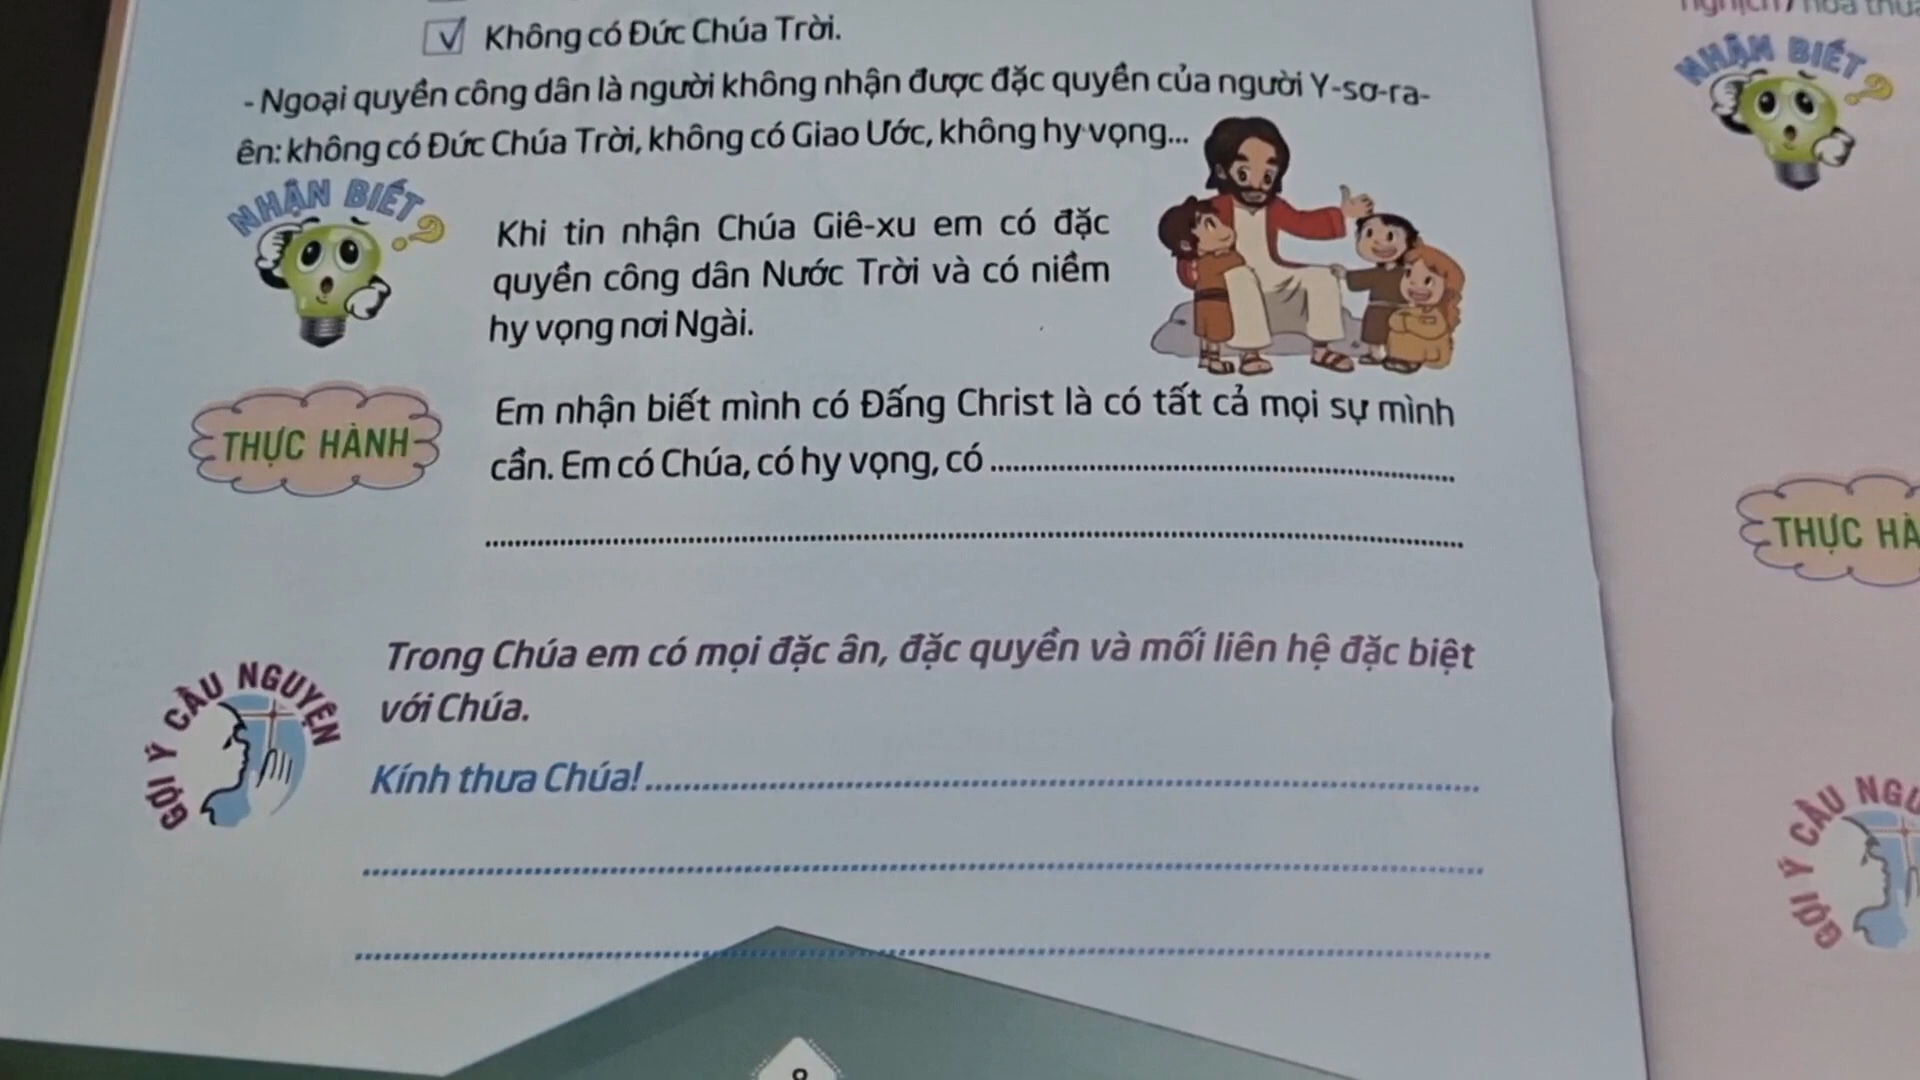 Không có Đức Chúa Trời.
- Ngoại quyền công dân là người không nhận được đặc quyền của người Y-sơ-ra-
ên: không có Đức Chúa Trời, không có Giao Ước, không hy vọng...
NHẬN BIẾT?
Khi tin nhận Chúa Giê-xu em có đặc
quyền công dân Nước Trời và có niềm
hy vọng nơi Ngài.
THỰC HÀNH
Em nhận biết mình có Đấng Christ là có tất cả mọi sự mình
cần. Em có Chúa, có hy vọng, có
GỢI Ý CẦU NGUYỆN
Trong Chúa em có mọi đặc ân, đặc quyền và mối liên hệ đặc biệt
với Chúa.
Kính thưa Chúa!
NHẬN BIẾT?
THỰC HÀ
GỢI Ý CẦU NGU